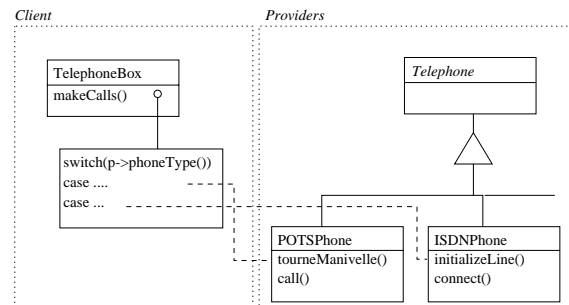 Client
Providers
TelephoneBox
makeCalls()
Telephone
switch(p->phoneType())
case ....
case ...
POTSPhone
tourneManivelle()
call()
ISDNPhone
initializeLine()
connect()